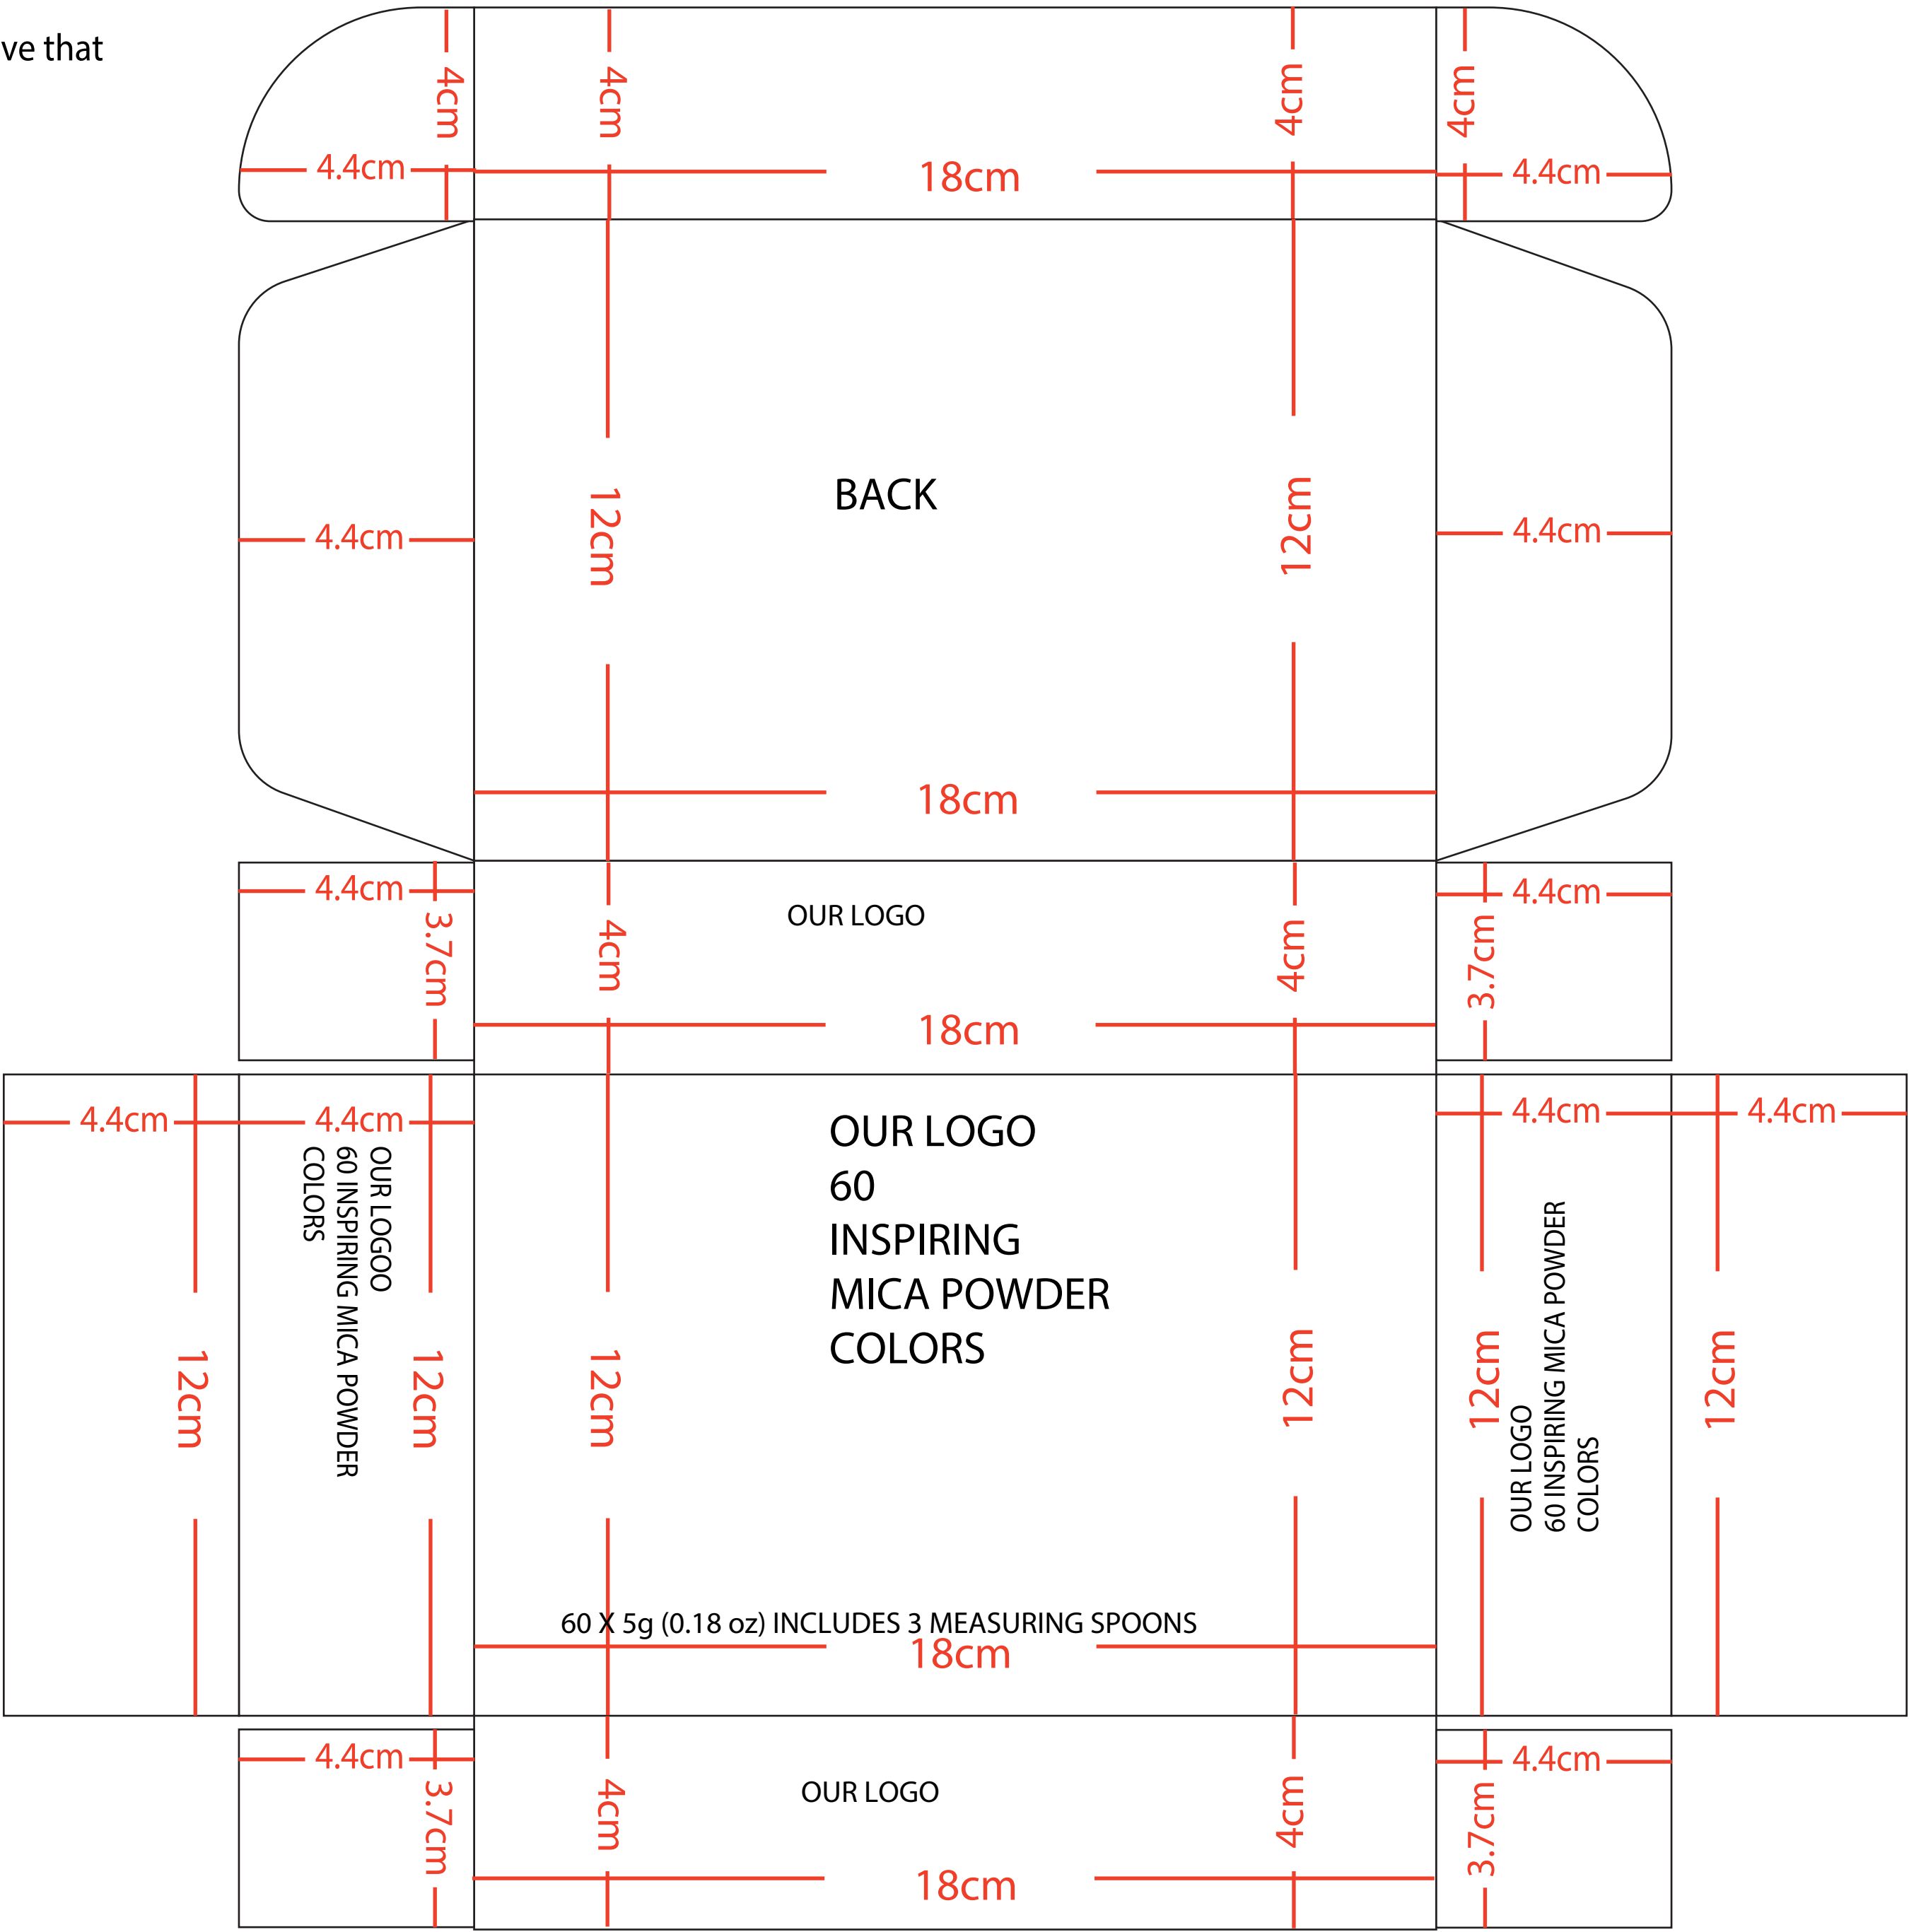 ve that
4cm
4cm
4cm
4cm
4.4cm
18cm
4.4cm
BACK
12cm
12cm
4.4cm
4.4cm
18cm
4.4cm
4.4cm
OUR LOGO
3.7cm
4cm
4cm
3.7cm
18cm
4.4cm
4.4cm
4.4cm
4.4cm
OUR LOGO
60
INSPIRING
MICA POWDER
COLORS
OUR LOGOO
60 INSPIRING MICA POWDER
COLORS
OUR LOGO
60 INSPIRING MICA POWDER
COLORS
12cm
12cm
12cm
12cm
12cm
12cm
60 X 5g (0.18 oz) INCLUDES 3 MEASURING SPOONS
18cm
4.4cm
4.4cm
OUR LOGO
3.7cm
4cm
4cm
3.7cm
18cm